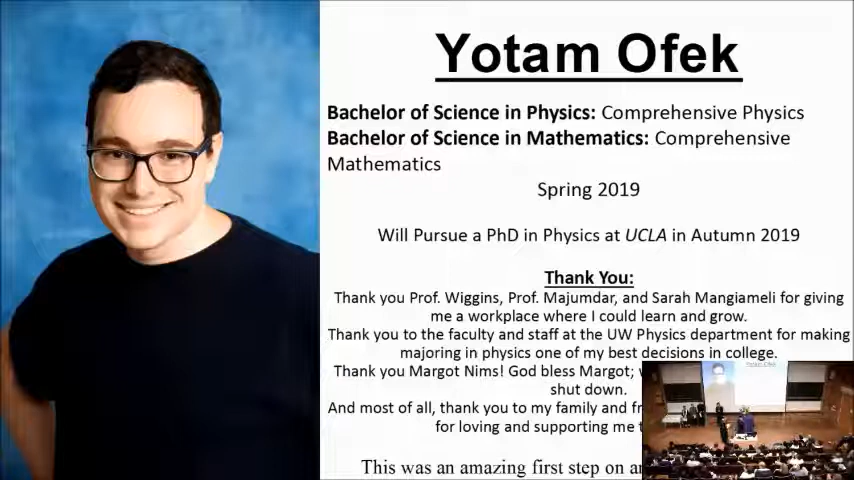 Yotam Ofek
Bachelor of Science in Physics: Comprehensive Physics
Bachelor of Science in Mathematics: Comprehensive
Mathematics
Spring 2019
Will Pursue a PhD in Physics at UCLA in Autumn 2019
Thank You:
Thank you Prof. Wiggins, Prof. Majumdar, and Sarah Mangiameli for giving
me a workplace where I could learn and grow.
Thank you to the faculty and staff at the UW Physics department for making
majoring in physics one of my best decisions in college.
Thank you Margot Nims! God bless Margot;
shut down.
And most of all, thank you to my family and
for loving and supporting me
This was an amazing first step on
Yotam Ofek